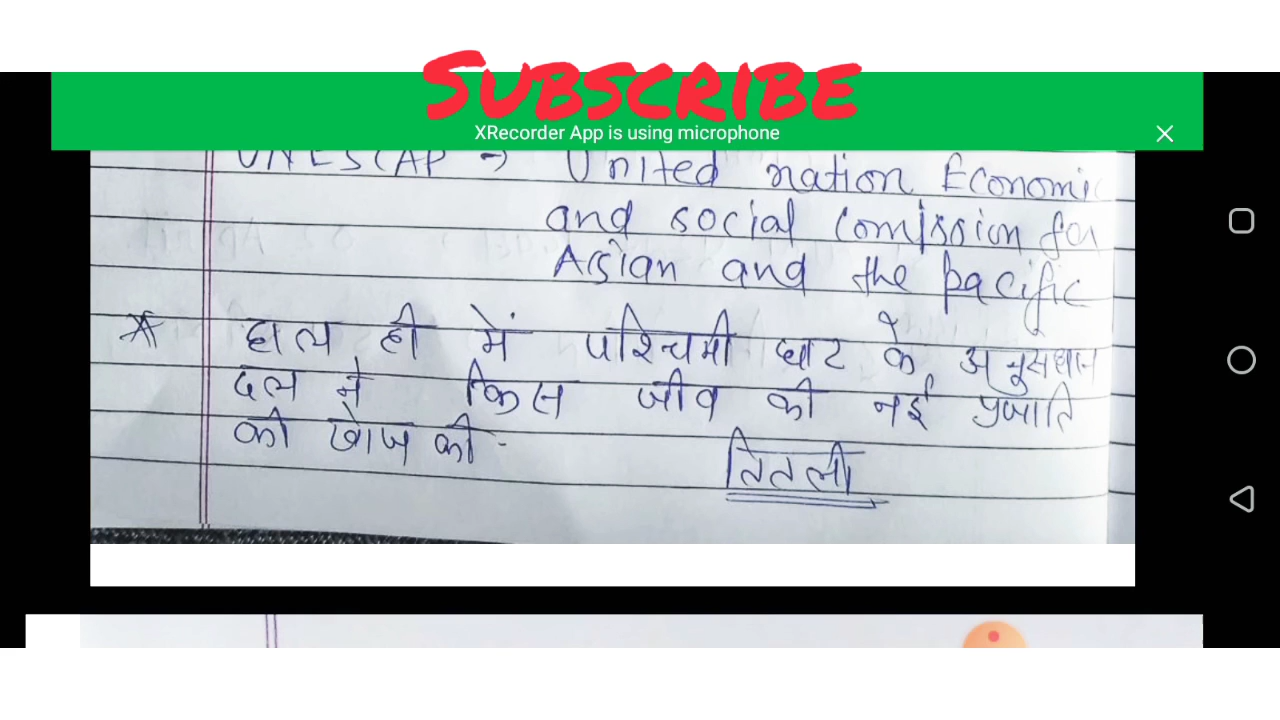 SUBSCRIBE
XRecorder App is using microphone
UNESCAP → United nation Economic
and social Comission for
Asian and the pacific
* हाल ही में पश्चिमी घाट के अनुसंधान
दल ने किस जीव की नई प्रजाति
की खोज की -
तितली